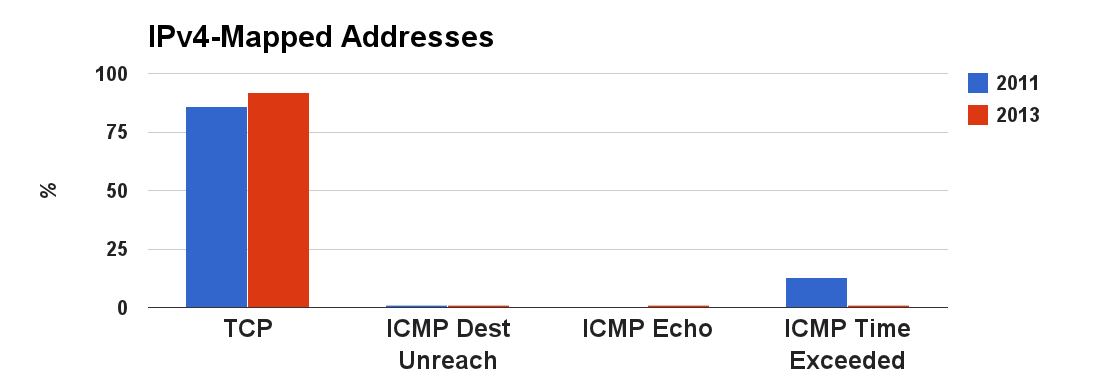 IPv4-Mapped Addresses
100
75
50
25
0
%
2011
2013
TCP
ICMP Dest
Unreach
ICMP Echo
ICMP Time
Exceeded